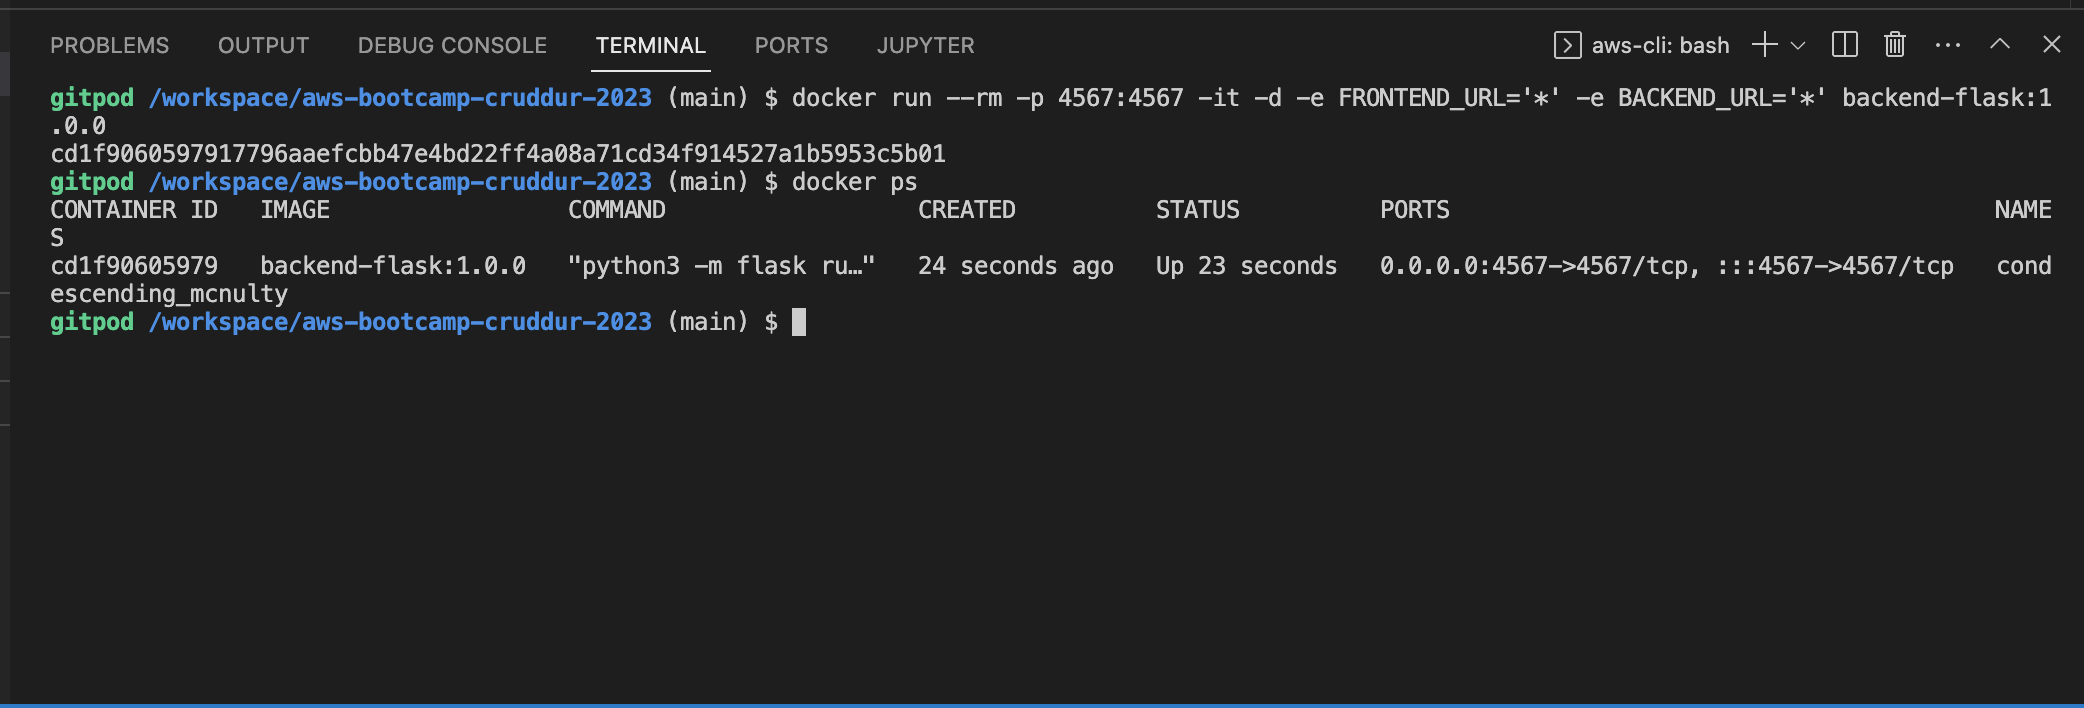 PROBLEMS OUTPUT DEBUG CONSOLE TERMINAL PORTS JUPYTER aws-cli: bash
gitpod /workspace/aws-bootcamp-cruddur-2023 (main) $ docker run --rm -p 4567:4567 -it -d -e FRONTEND_URL='*' -e BACKEND_URL='*' backend-flask:1
.0.0
cd1f9060597917796aaefcbb47e4bd22ff4a08a71cd34f914527a1b5953c5b01
gitpod /workspace/aws-bootcamp-cruddur-2023 (main) $ docker ps
CONTAINER ID IMAGE COMMAND CREATED STATUS PORTS NAME
S
cd1f90605979 backend-flask:1.0.0 "python3 -m flask ru…" 24 seconds ago Up 23 seconds 0.0.0.0:4567->4567/tcp, :::4567->4567/tcp cond
escending_mcnulty
gitpod /workspace/aws-bootcamp-cruddur-2023 (main) $